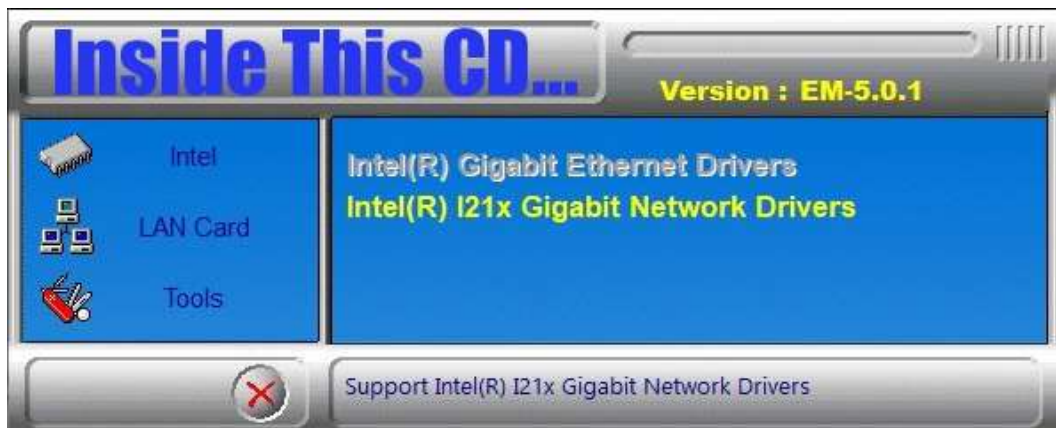 Inside This CD...
Version : EM-5.0.1
Intel
LAN Card
Tools
Intel(R) Gigabit Ethernet Drivers
Intel(R) I21x Gigabit Network Drivers
Support Intel(R) I21x Gigabit Network Drivers